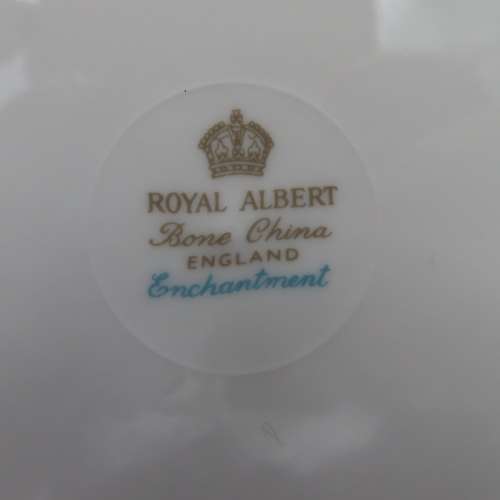 ROYAL ALBERT
Bone China
ENGLAND
Enchantment